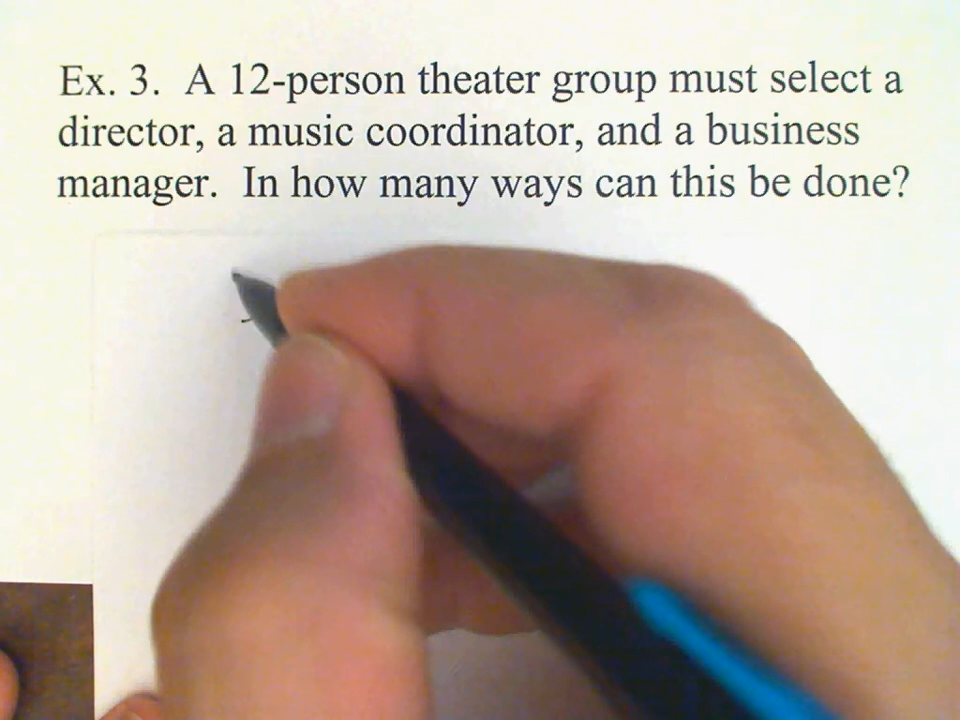 Ex. 3. A 12-person theater group must select a
director, a music coordinator, and a business
manager. In how many ways can this be done?